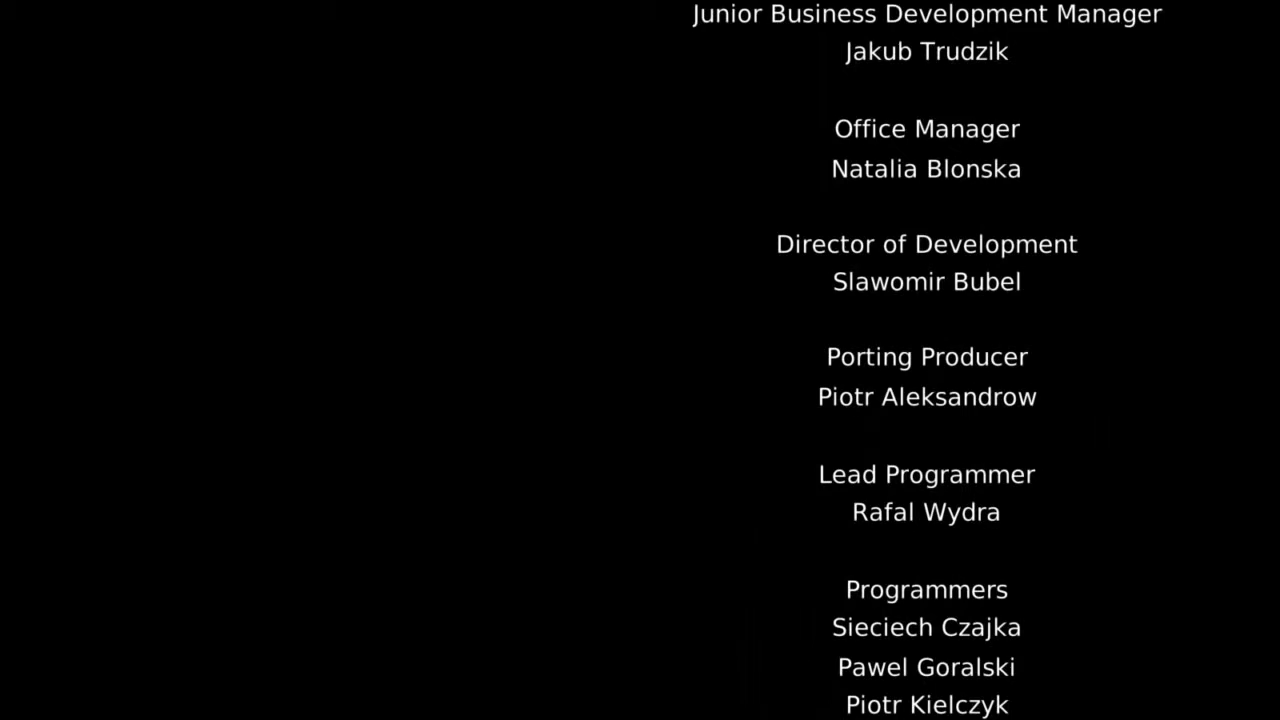 Junior Business Development Manager
Jakub Trudzik
Office Manager
Natalia Blonska
Director of Development
Slawomir Bubel
Porting Producer
Piotr Aleksandrow
Lead Programmer
Rafal Wydra
Programmers
Sieciech Czajka
Pawel Goralski
Piotr Kielczyk